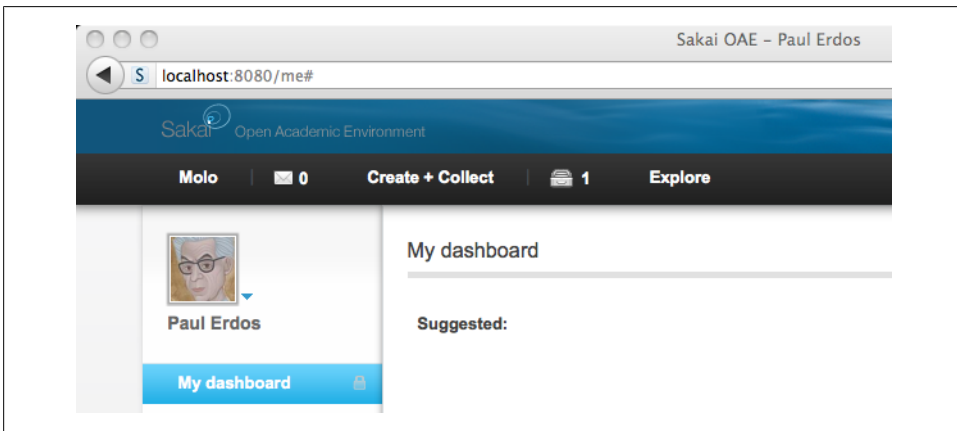 Sakai OAE – Paul Erdos
S localhost:8080/me#
Sakai Open Academic Environment
Molo 0 Create + Collect 1 Explore
My dashboard
Paul Erdos
Suggested:
My dashboard